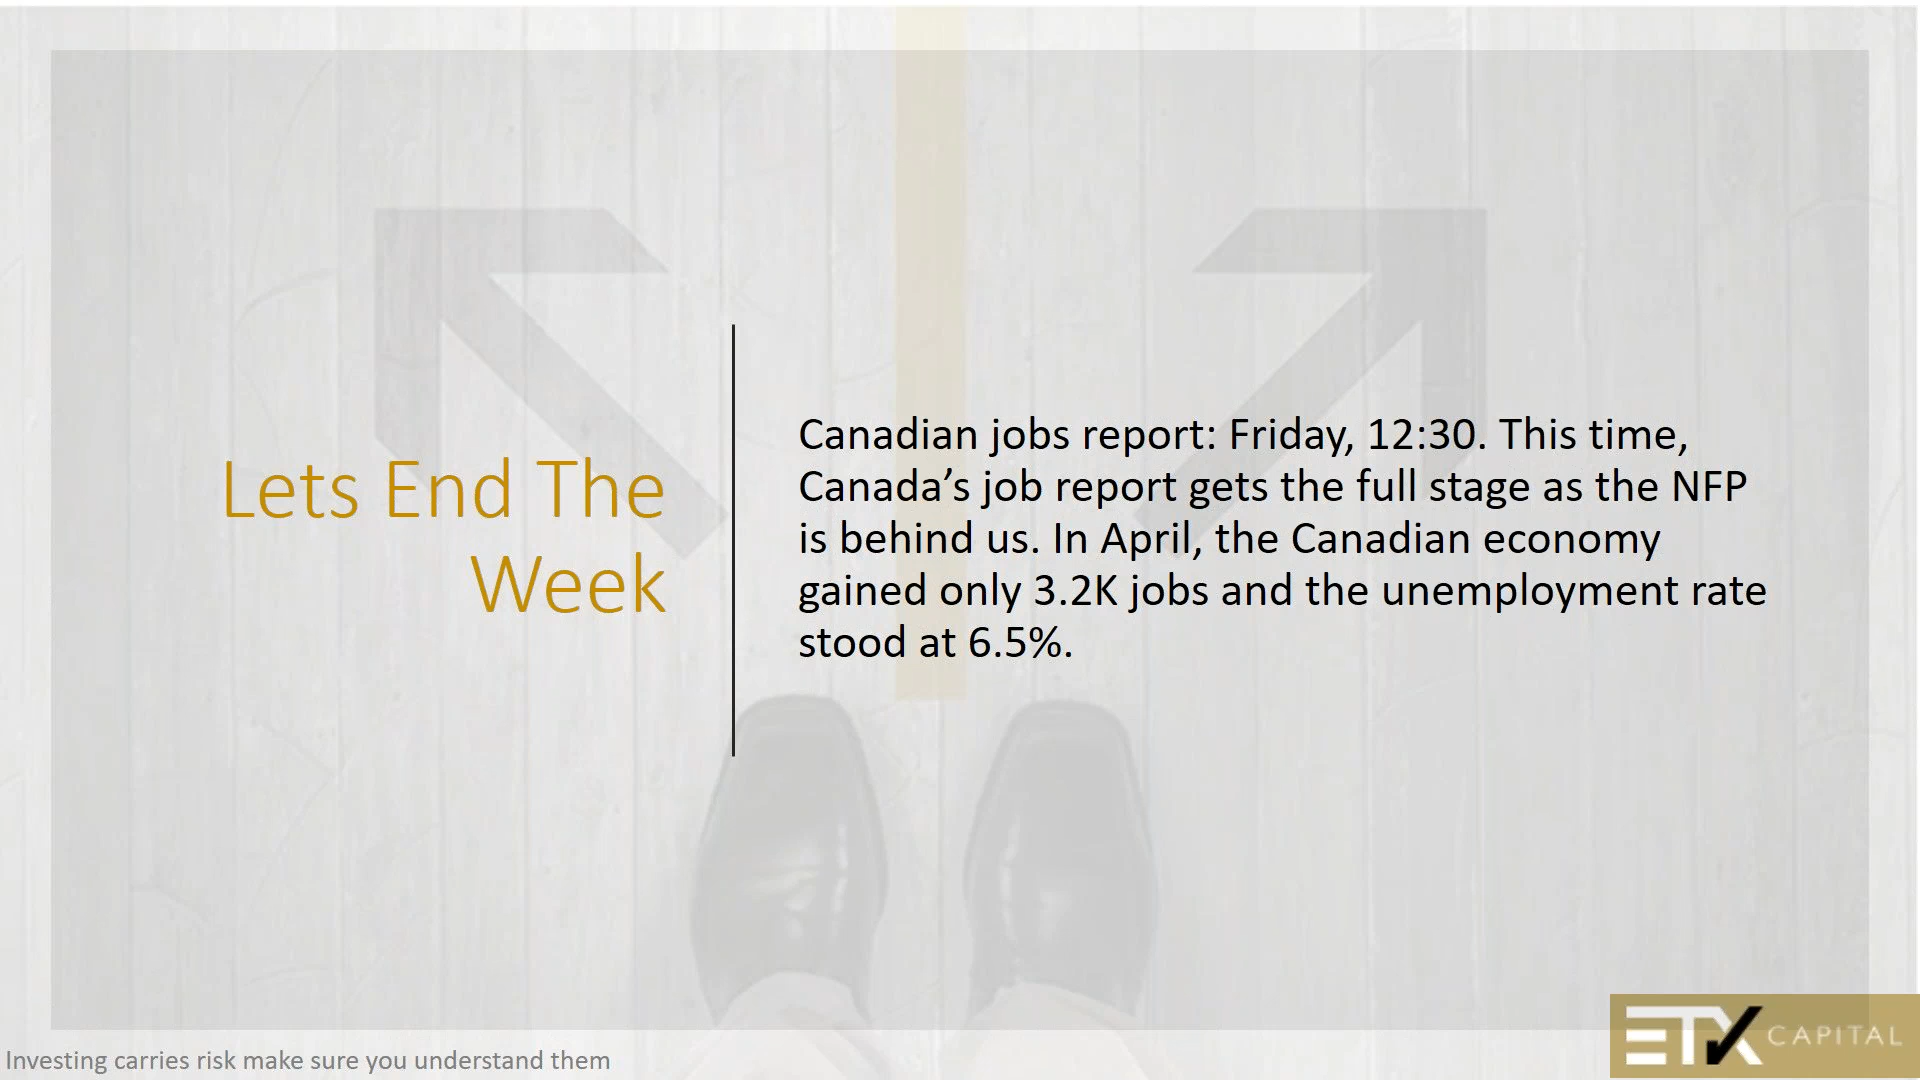 Lets End The
Week
Canadian jobs report: Friday, 12:30. This time,
Canada’s job report gets the full stage as the NFP
is behind us. In April, the Canadian economy
gained only 3.2K jobs and the unemployment rate
stood at 6.5%.
Investing carries risk make sure you understand them
ETX CAPITAL